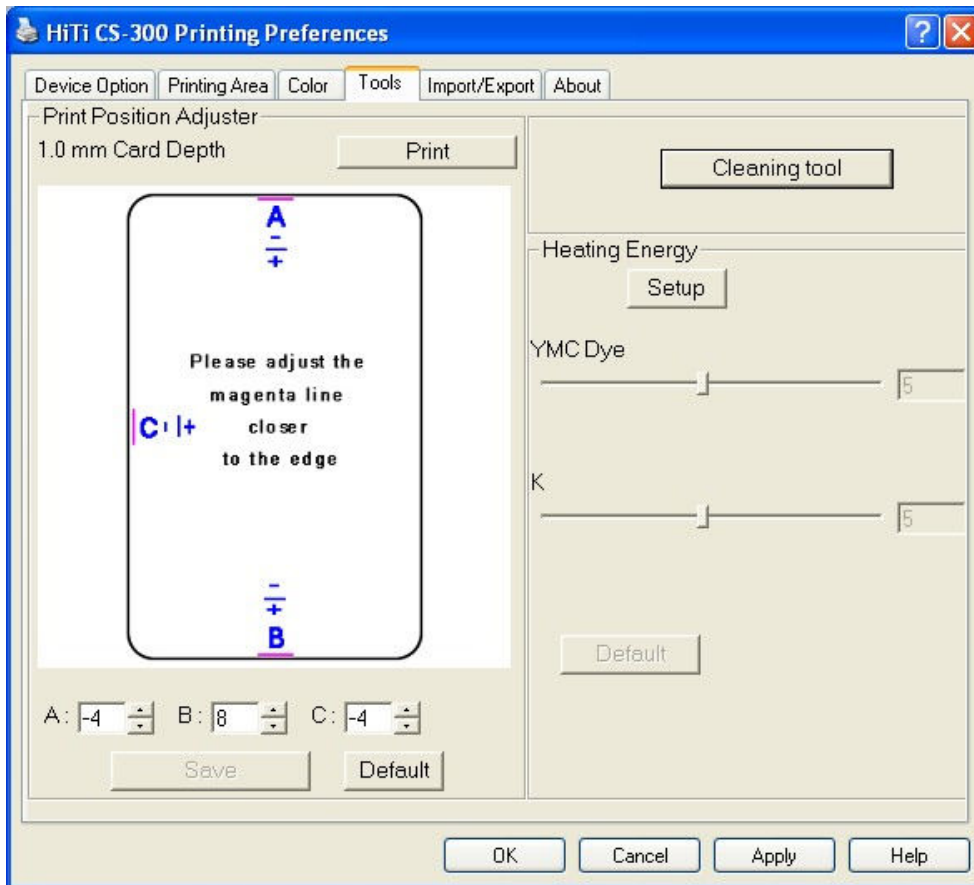 HiTi CS-300 Printing Preferences
Device Option Printing Area Color Tools Import/Export About
Print Position Adjuster
1.0 mm Card Depth Print
A
-
+
Please adjust the
magenta line
C - + closer
to the edge
-
+
B
A : -4 B : 8 C : -4
Save Default
Cleaning tool
Heating Energy
Setup
YMC Dye
5
K
5
Default
OK Cancel Apply Help